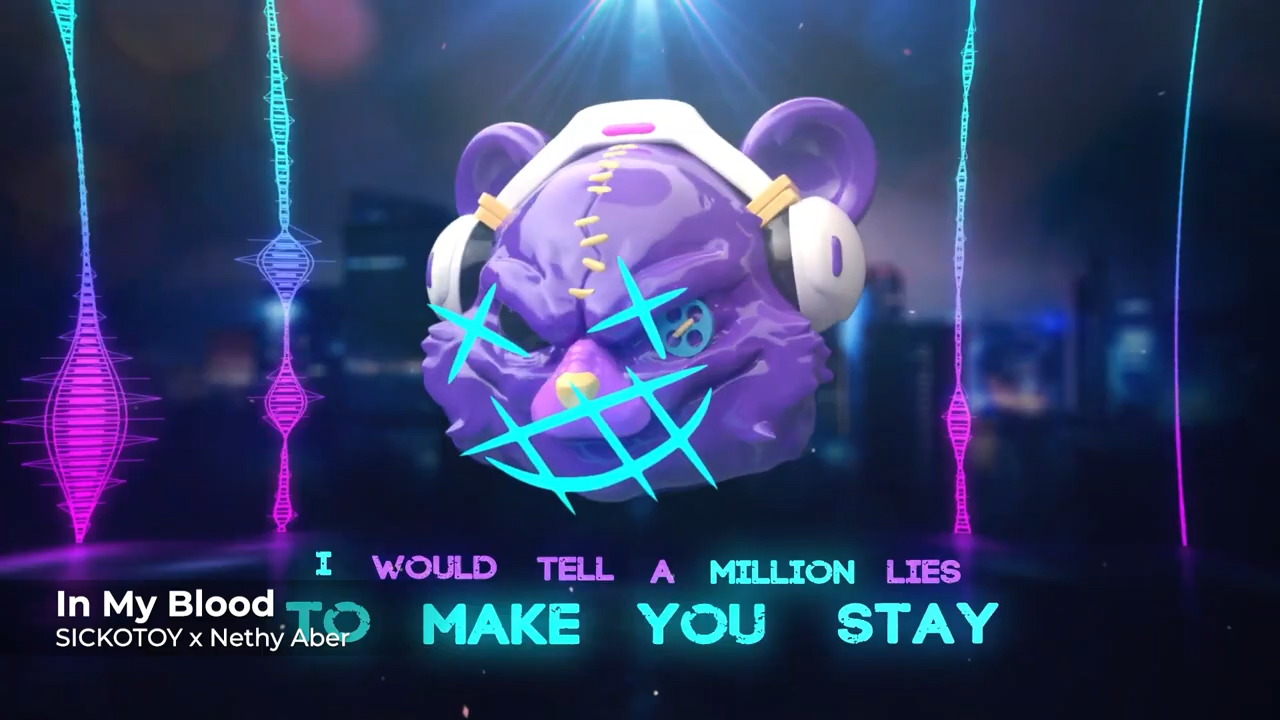 I WOULD TELL A MILLION LIES
TO MAKE YOU STAY
In My Blood
SICKOTOY x Nethy Aber